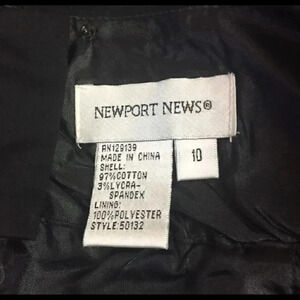 NEWPORT NEWS®
RN129139
MADE IN CHINA
SHELL:
97%COTTON
3%LYCRA-
SPANDEX
LINING:
100%POLYESTER
STYLE:50132
10